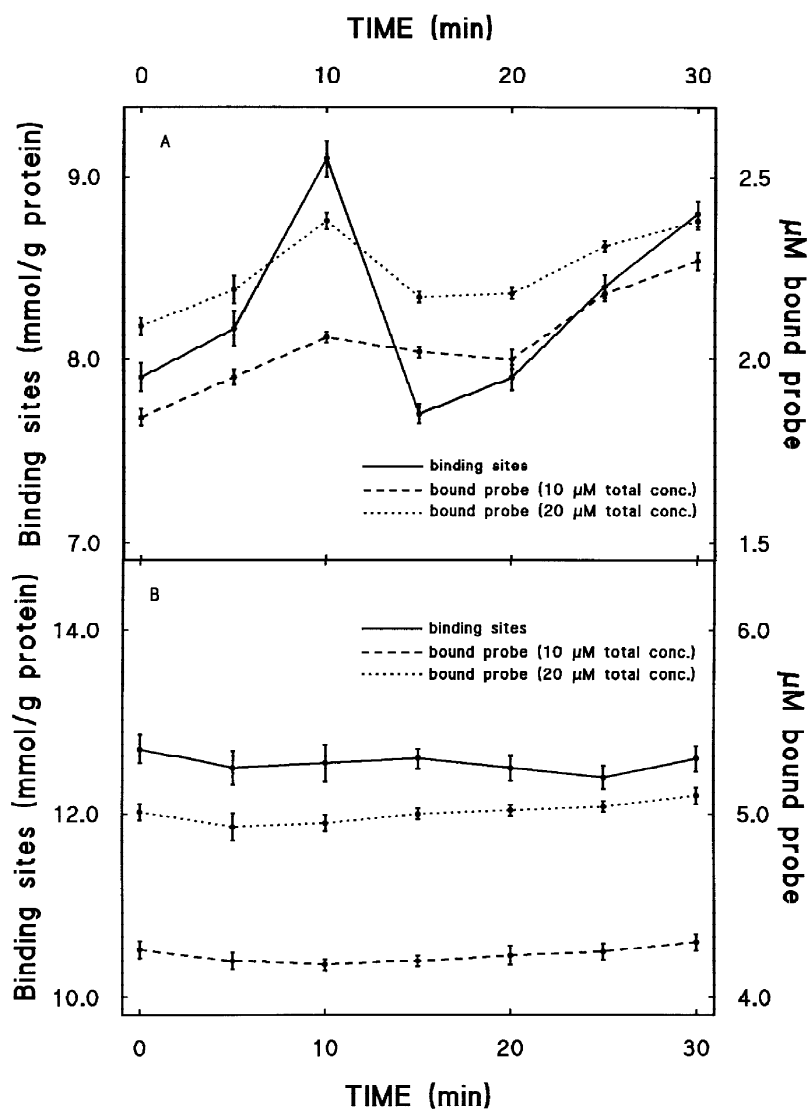 TIME (min)
0 10 20 30
A
Binding sites (mmol/g protein)
9.0
8.0
7.0
2.5
2.0
1.5
µM bound probe
binding sites
bound probe (10 µM total conc.)
bound probe (20 µM total conc.)
B
Binding sites (mmol/g protein)
14.0
12.0
10.0
6.0
5.0
4.0
µM bound probe
binding sites
bound probe (10 µM total conc.)
bound probe (20 µM total conc.)
0 10 20 30
TIME (min)